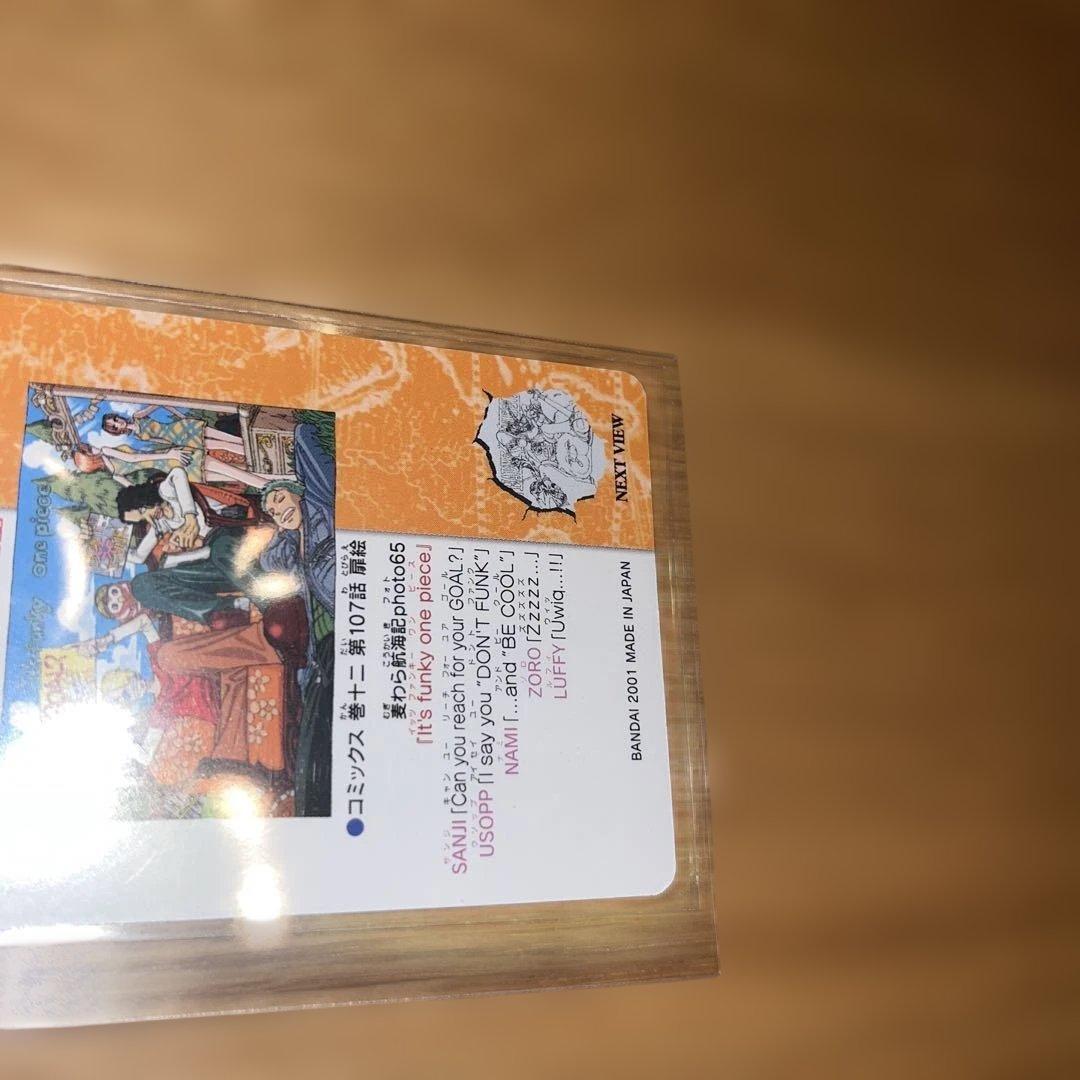 one piece
●コミックス 巻十二 第107話 扉絵
麦わら航海記photo65
「It's funky one piece」
SANJI「Can you reach for your GOAL?」
USOPP「I say you "DON'T FUNK"」
NAMI「...and "BE COOL"」
ZORO「Zzzzz...」
LUFFY「Uwiq...!!」
NEXT VIEW
BANDAI 2001 MADE IN JAPAN